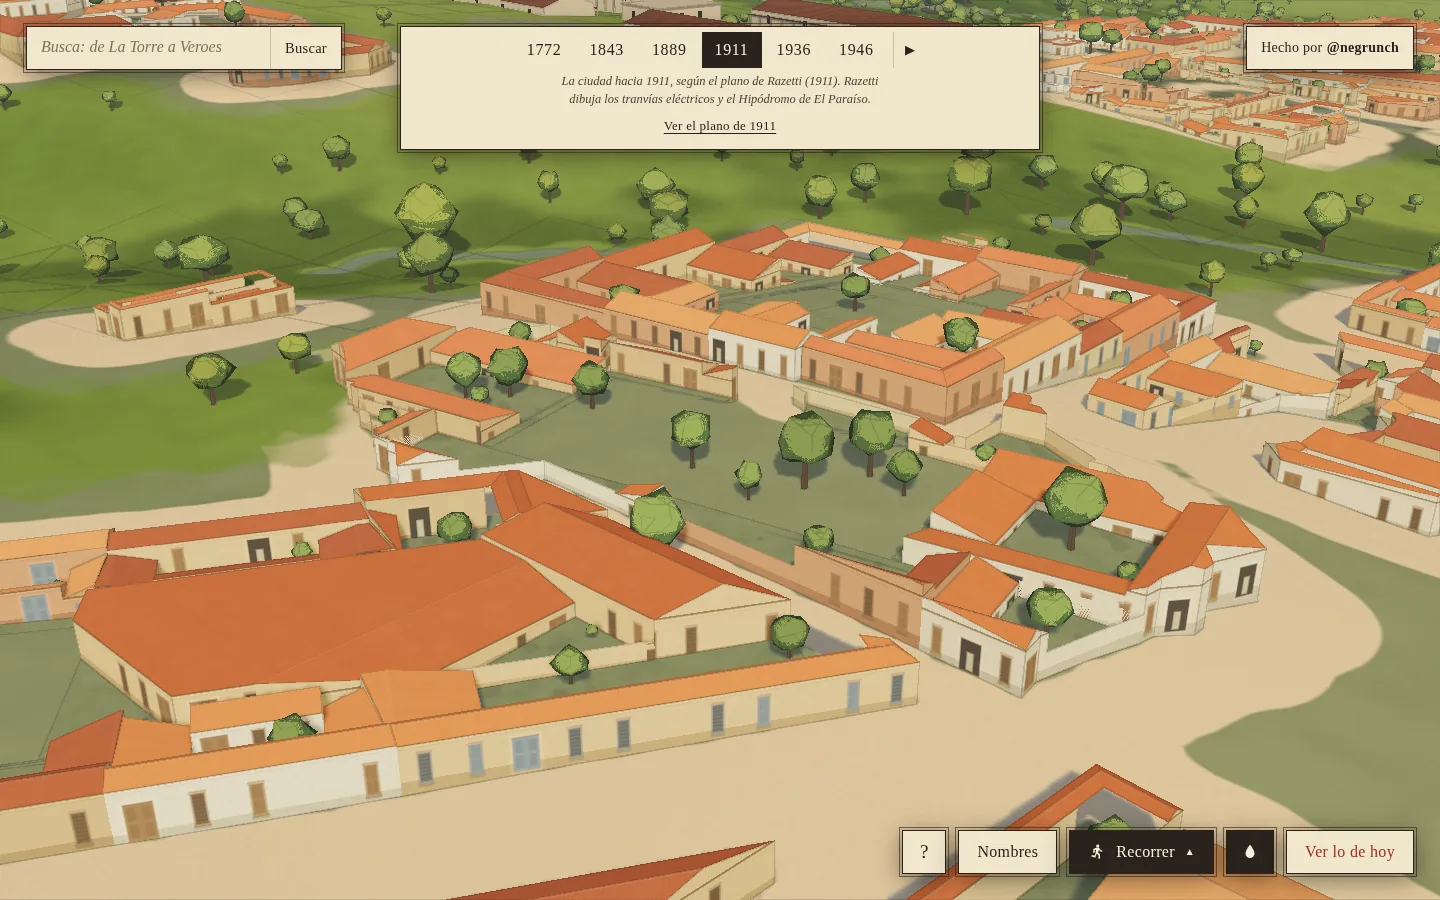 Busca: de La Torre a Veroes
Buscar
1772 1843 1889 1911 1936 1946 ▶
La ciudad hacia 1911, según el plano de Razetti (1911). Razetti
dibuja los tranvías eléctricos y el Hipódromo de El Paraíso.
Ver el plano de 1911
Hecho por @negrunch
?
Nombres
Recorrer ▲
Ver lo de hoy